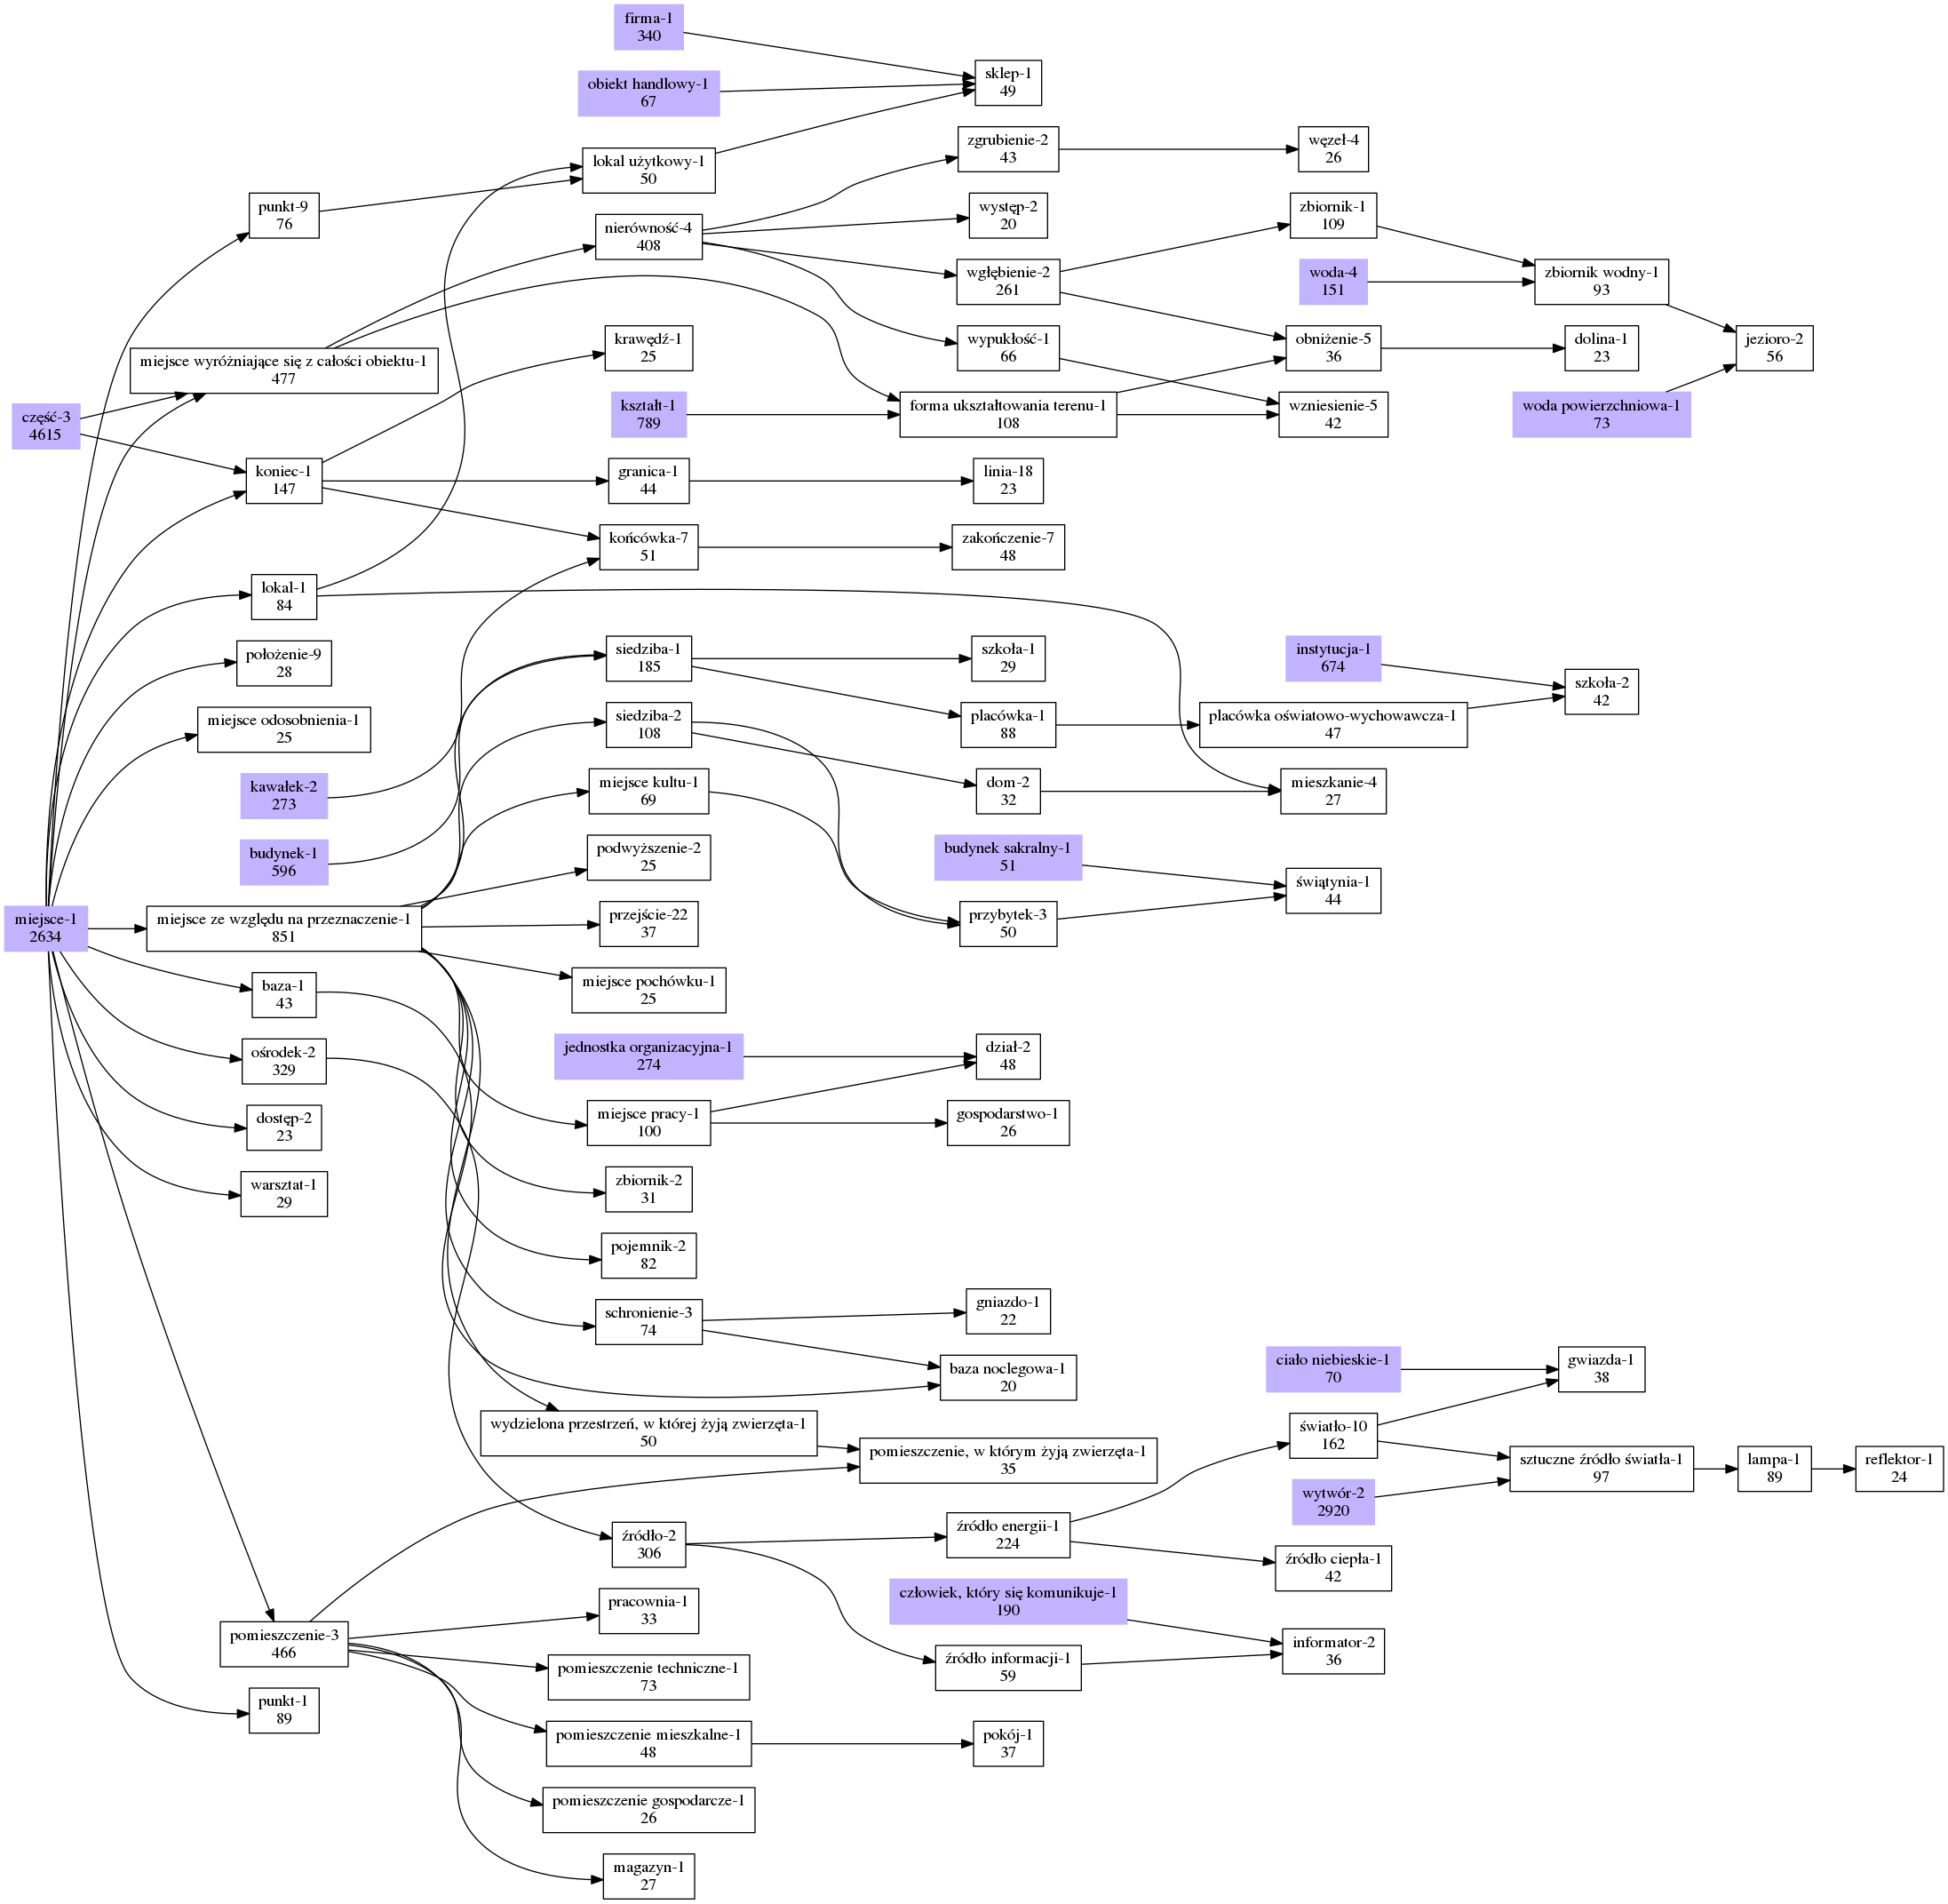 firma-1
340
obiekt handlowy-1
67
sklep-1
49
lokal użytkowy-1
50
zgrubienie-2
43
węzeł-4
26
punkt-9
76
nierówność-4
408
występ-2
20
zbiornik-1
109
wgłębienie-2
261
woda-4
151
zbiornik wodny-1
93
miejsce wyróżniające się z całości obiektu-1
477
krawędź-1
25
wypukłość-1
66
obniżenie-5
36
dolina-1
23
jezioro-2
56
część-3
4615
kształt-1
789
forma ukształtowania terenu-1
108
wzniesienie-5
42
woda powierzchniowa-1
73
koniec-1
147
granica-1
44
linia-18
23
końcówka-7
51
zakończenie-7
48
lokal-1
84
położenie-9
28
siedziba-1
185
szkoła-1
29
instytucja-1
674
szkoła-2
42
miejsce odosobnienia-1
25
siedziba-2
108
placówka-1
88
placówka oświatowo-wychowawcza-1
47
kawałek-2
273
miejsce kultu-1
69
dom-2
32
mieszkanie-4
27
budynek-1
596
podwyższenie-2
25
budynek sakralny-1
51
świątynia-1
44
miejsce-1
2634
miejsce ze względu na przeznaczenie-1
851
przejście-22
37
przybytek-3
50
baza-1
43
miejsce pochówku-1
25
ośrodek-2
329
jednostka organizacyjna-1
274
dział-2
48
dostęp-2
23
miejsce pracy-1
100
gospodarstwo-1
26
warsztat-1
29
zbiornik-2
31
pojemnik-2
82
schronienie-3
74
gniazdo-1
22
baza noclegowa-1
20
ciało niebieskie-1
70
gwiazda-1
38
wydzielona przestrzeń, w której żyją zwierzęta-1
50
pomieszczenie, w którym żyją zwierzęta-1
35
światło-10
162
sztuczne źródło światła-1
97
lampa-1
89
reflektor-1
24
wytwór-2
2920
źródło-2
306
źródło energii-1
224
źródło ciepła-1
42
pracownia-1
33
człowiek, który się komunikuje-1
190
pomieszczenie-3
466
informator-2
36
pomieszczenie techniczne-1
73
źródło informacji-1
59
punkt-1
89
pomieszczenie mieszkalne-1
48
pokój-1
37
pomieszczenie gospodarcze-1
26
magazyn-1
27